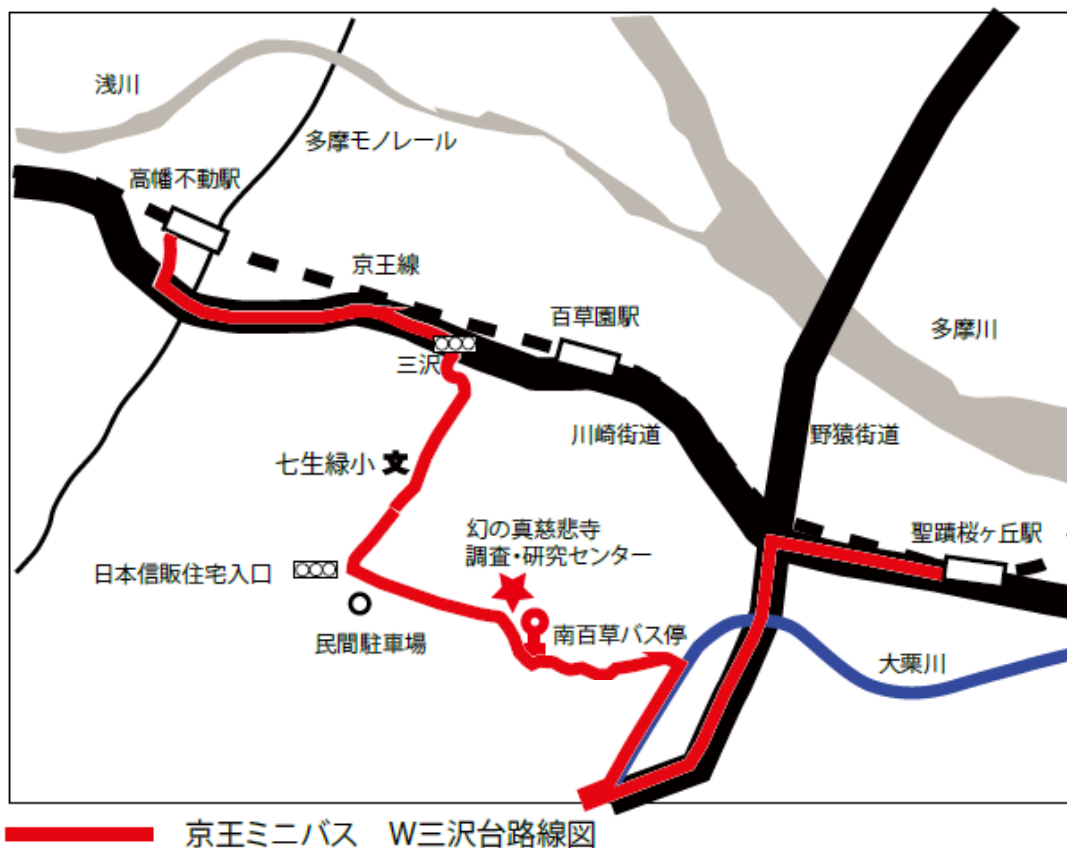 浅川
多摩モノレール
高幡不動駅
京王線
百草園駅
多摩川
三沢
川崎街道
野猿街道
七生緑小 文
幻の真慈悲寺
調査・研究センター
聖蹟桜ヶ丘駅
日本信販住宅入口
民間駐車場
南百草バス停
大栗川
京王ミニバス W三沢台路線図